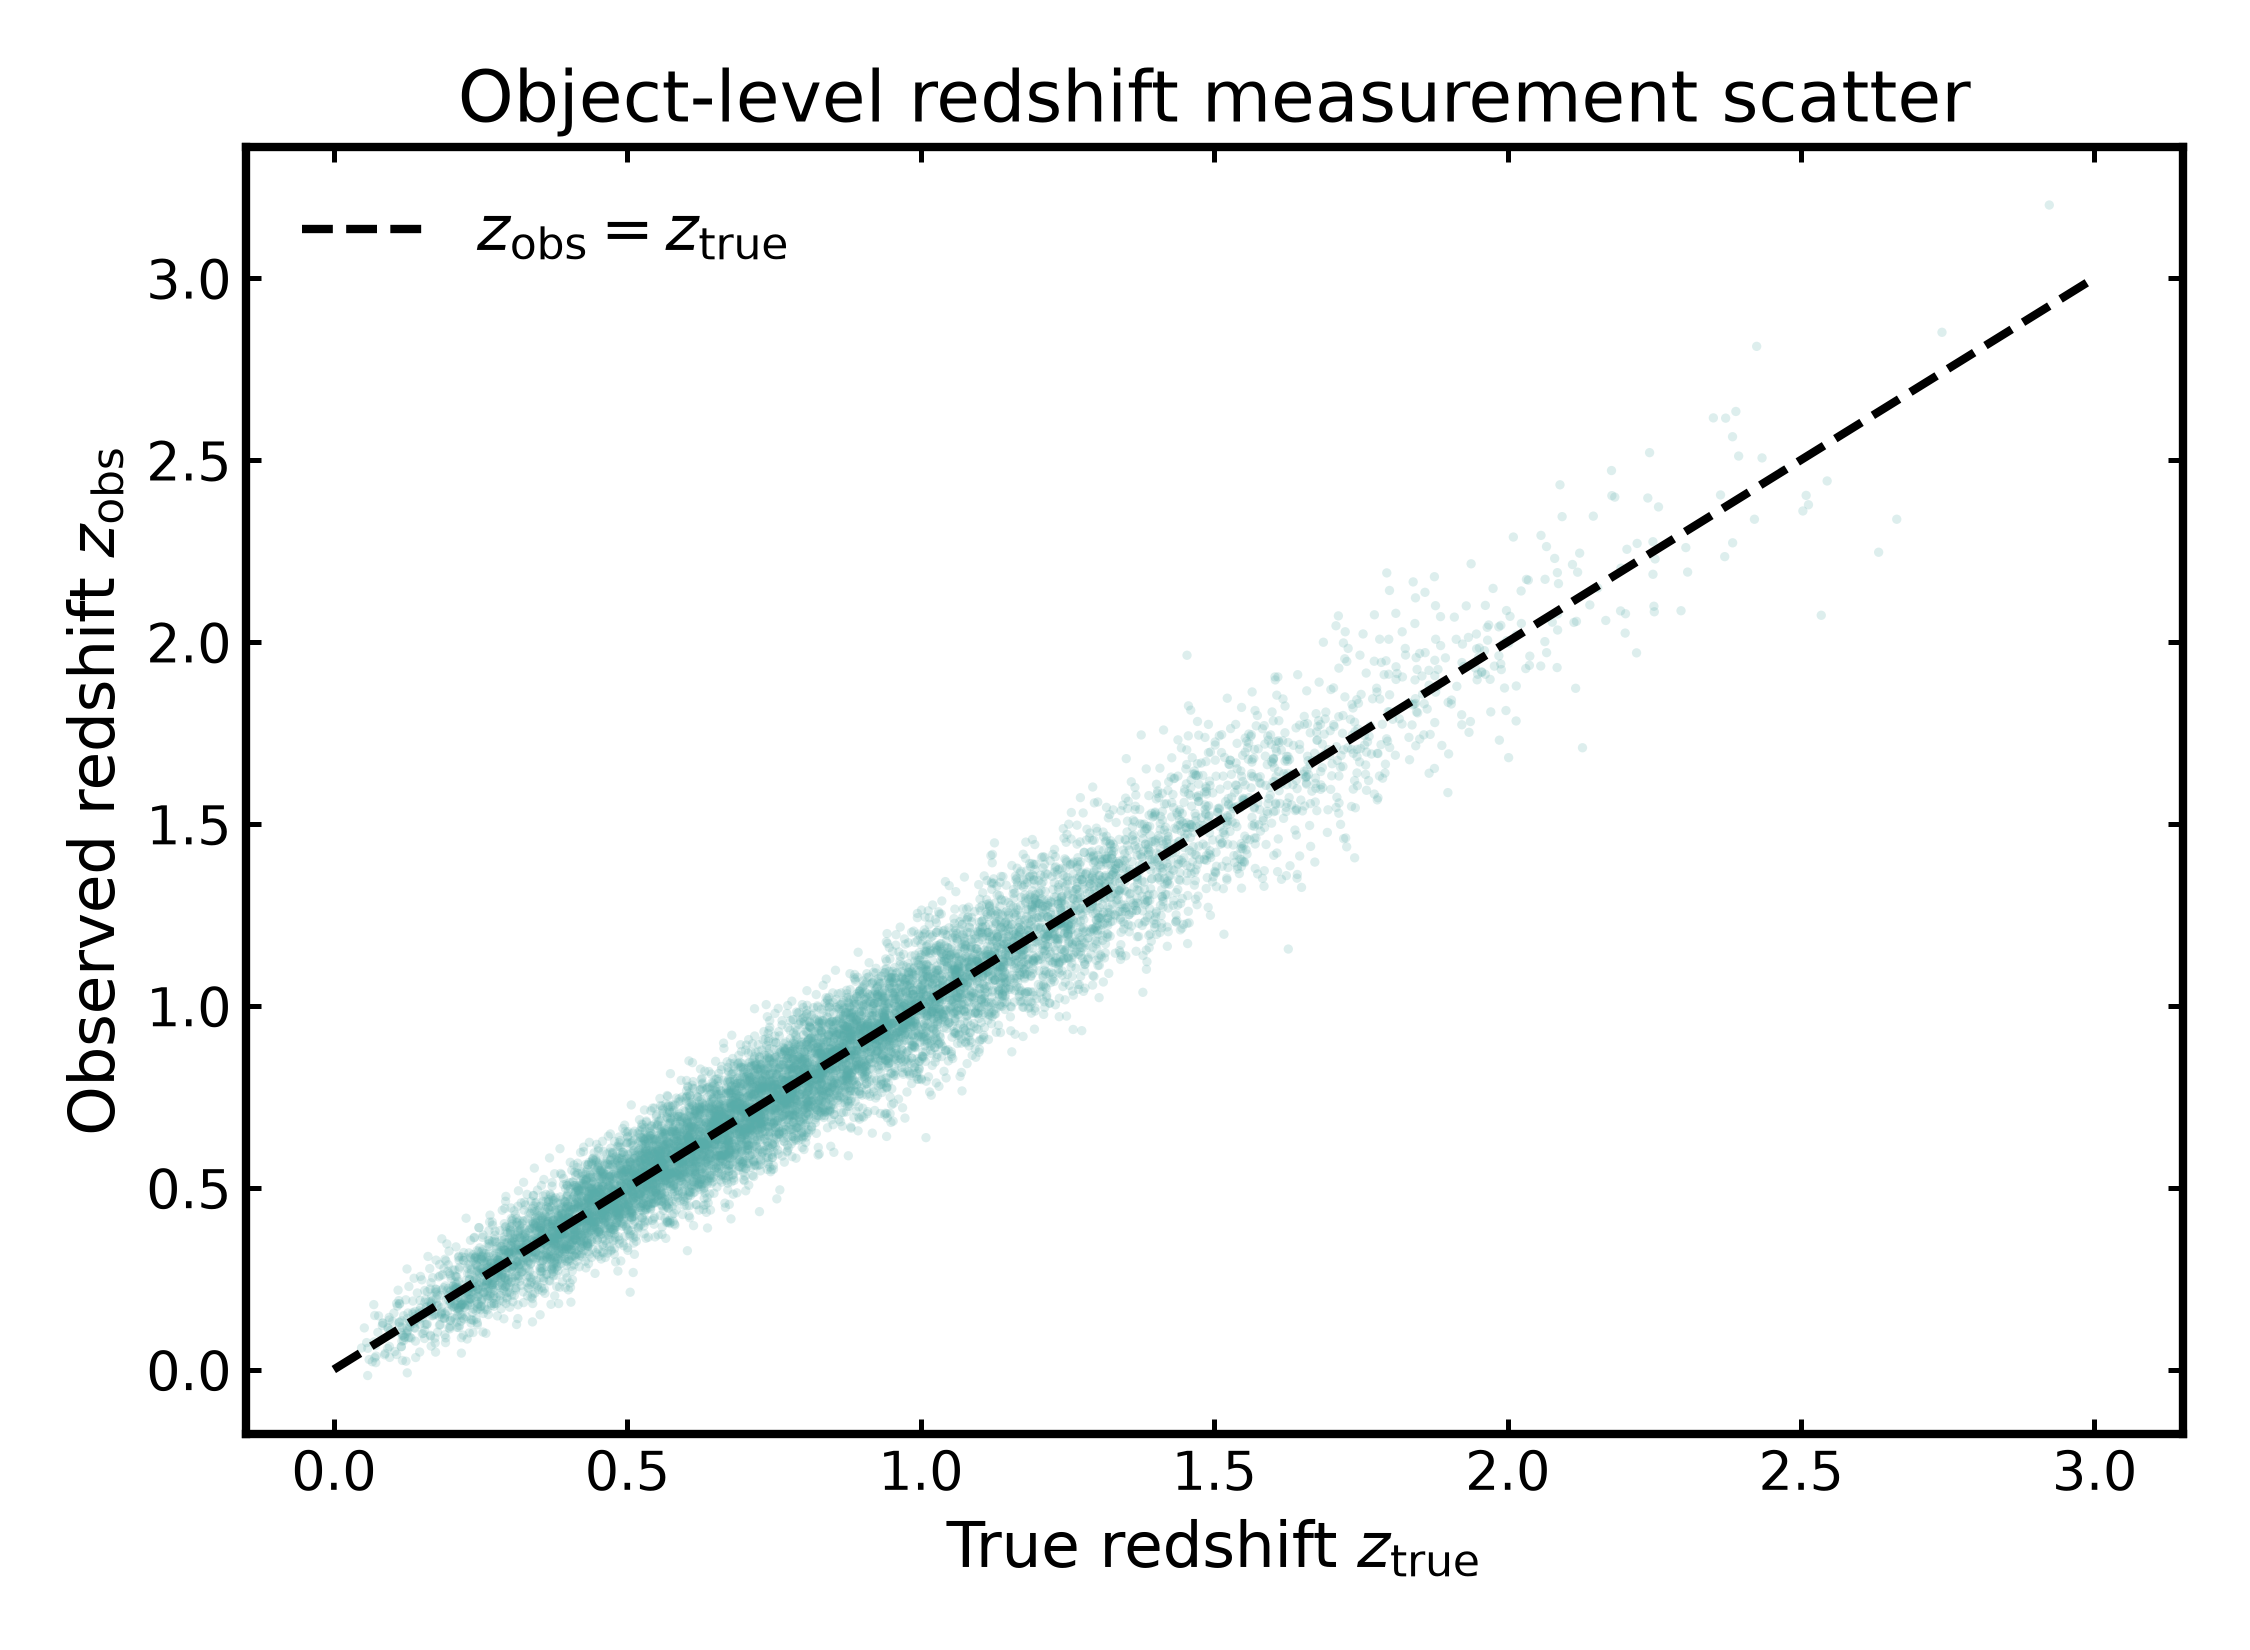 Object-level redshift measurement scatter
z_obs = z_true
3.0
2.5
2.0
1.5
1.0
0.5
0.0
Observed redshift z_obs
0.0 0.5 1.0 1.5 2.0 2.5 3.0
True redshift z_true